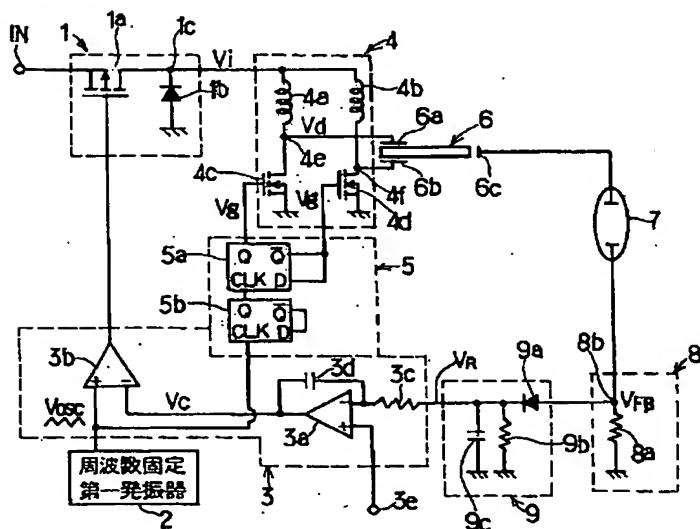 IN
1
1a
1c
Vi
1b
4
4a
4b
Vd
4e
4c
4f
4d
Vg
Vg
6a
6
6b
6c
7
5a
Q
Q̄
CLK
D
5
5b
Q
Q̄
CLK
D
3b
+
-
Vosc
Vc
3d
3c
3a
-
+
3
3e
VR
9a
9b
9c
9
8b
8
VFB
8a
周波数固定
第一発振器
2